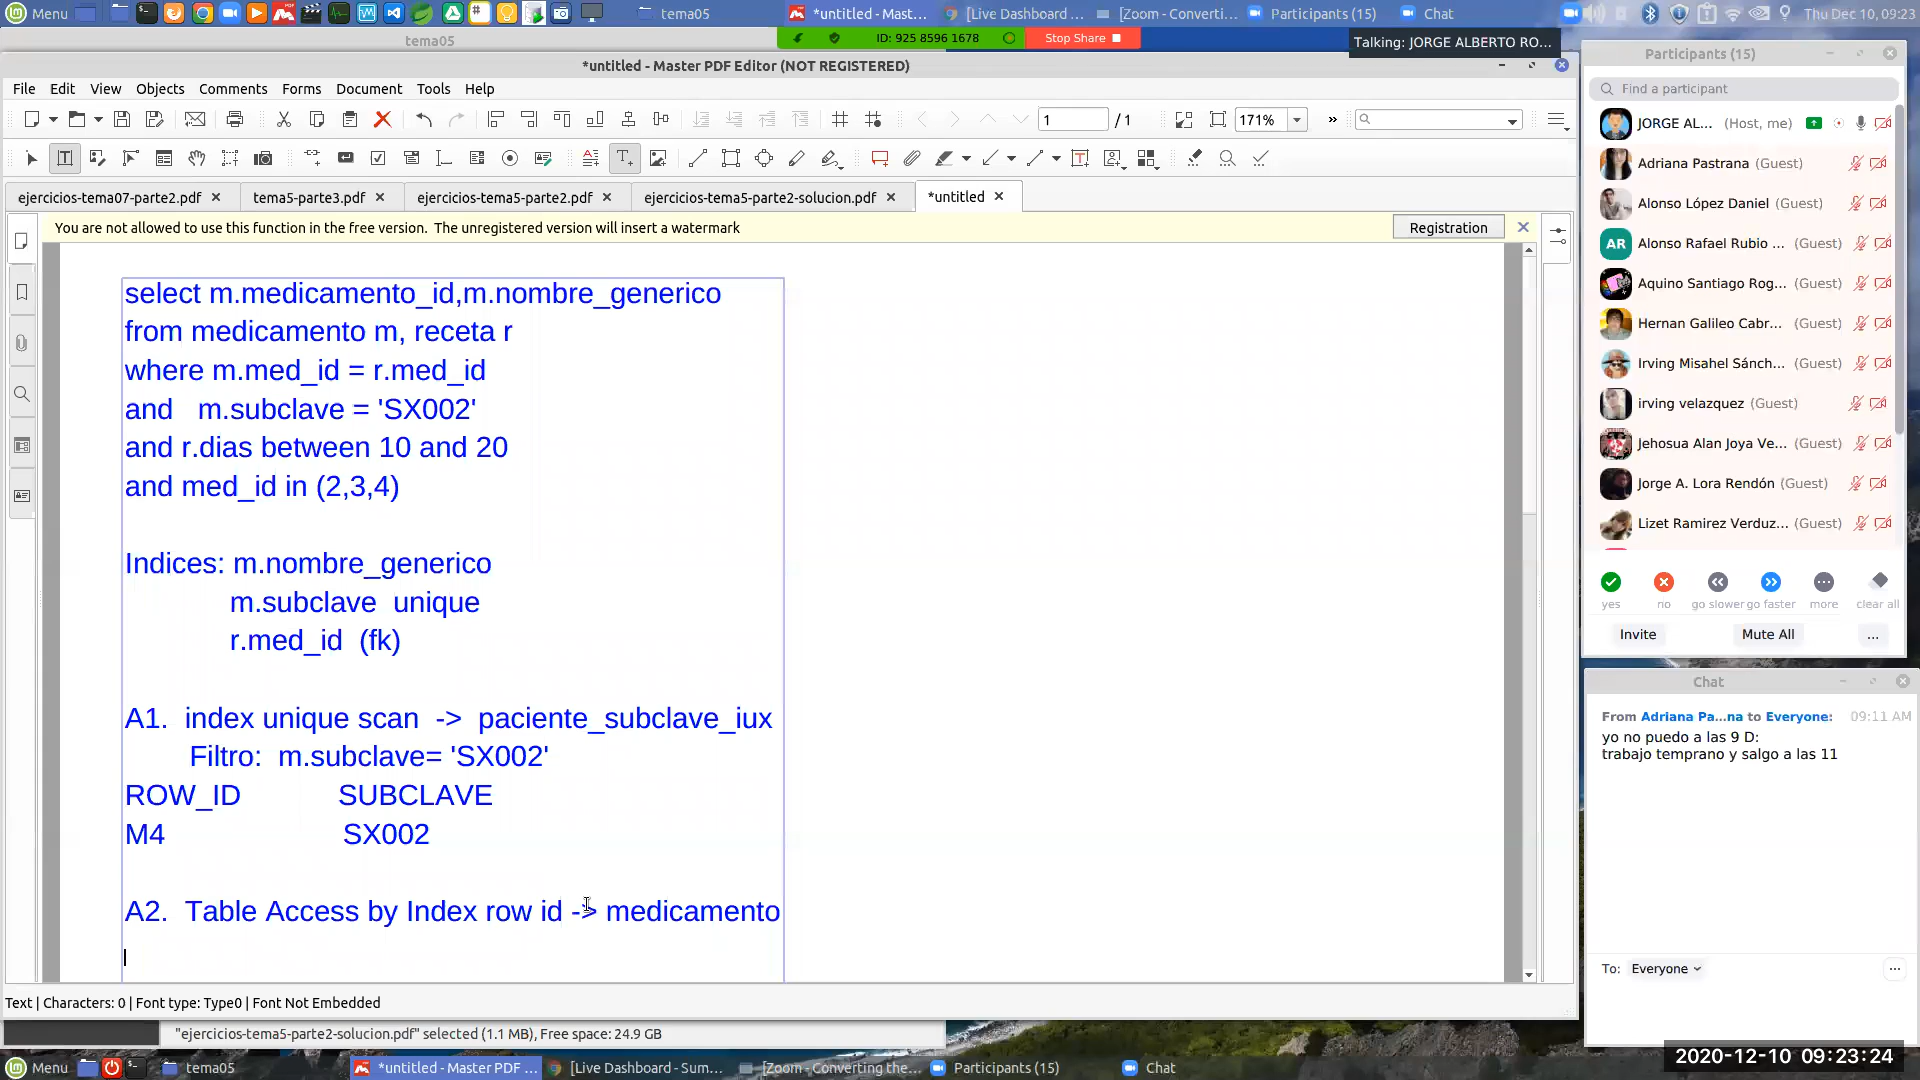 Menu
tema05
*untitled - Mast...
[Live Dashboard ...
[Zoom - Converti...
Participants (15)
Chat
Thu Dec 10, 09:23
tema05
ID: 925 8596 1678
Stop Share
Talking: JORGE ALBERTO RO...
*untitled - Master PDF Editor (NOT REGISTERED)
File Edit View Objects Comments Forms Document Tools Help
1 / 1
171%
ejercicios-tema07-parte2.pdf
tema5-parte3.pdf
ejercicios-tema5-parte2.pdf
ejercicios-tema5-parte2-solucion.pdf
*untitled
You are not allowed to use this function in the free version. The unregistered version will insert a watermark
Registration
select m.medicamento_id,m.nombre_generico
from medicamento m, receta r
where m.med_id = r.med_id
and m.subclave = 'SX002'
and r.dias between 10 and 20
and med_id in (2,3,4)
Indices: m.nombre_generico
m.subclave unique
r.med_id (fk)
A1. index unique scan -> paciente_subclave_iux
Filtro: m.subclave= 'SX002'
ROW_ID SUBCLAVE
M4 SX002
A2. Table Access by Index row id -> medicamento
Text | Characters: 0 | Font type: Type0 | Font Not Embedded
"ejercicios-tema5-parte2-solucion.pdf" selected (1.1 MB), Free space: 24.9 GB
Participants (15)
Find a participant
JORGE AL... (Host, me)
Adriana Pastrana (Guest)
Alonso López Daniel (Guest)
AR Alonso Rafael Rubio ... (Guest)
Aquino Santiago Rog... (Guest)
Hernan Galileo Cabr... (Guest)
Irving Misahel Sánch... (Guest)
irving velazquez (Guest)
Jehosua Alan Joya Ve... (Guest)
Jorge A. Lora Rendón (Guest)
Lizet Ramirez Verduz... (Guest)
yes no go slower go faster more clear all
Invite Mute All ...
Chat
From Adriana Pa...na to Everyone: 09:11 AM
yo no puedo a las 9 D:
trabajo temprano y salgo a las 11
To: Everyone
2020-12-10 09:23:24
Menu
tema05
*untitled - Master PDF ...
[Live Dashboard - Sum...
[Zoom - Converting the...
Participants (15)
Chat